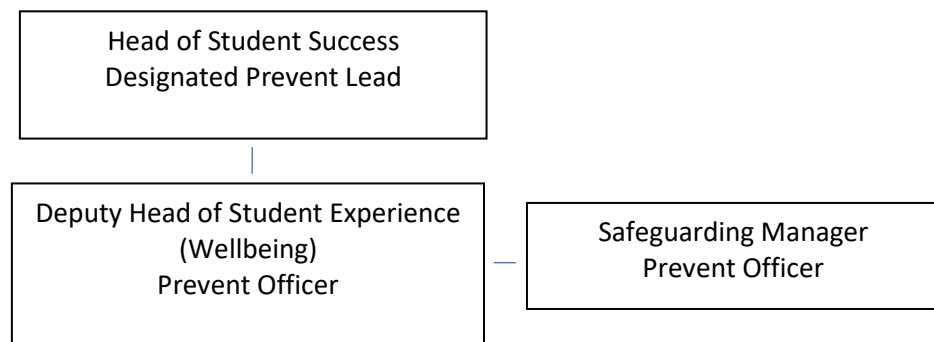 Head of Student Success
Designated Prevent Lead
Deputy Head of Student Experience
(Wellbeing)
Prevent Officer
Safeguarding Manager
Prevent Officer